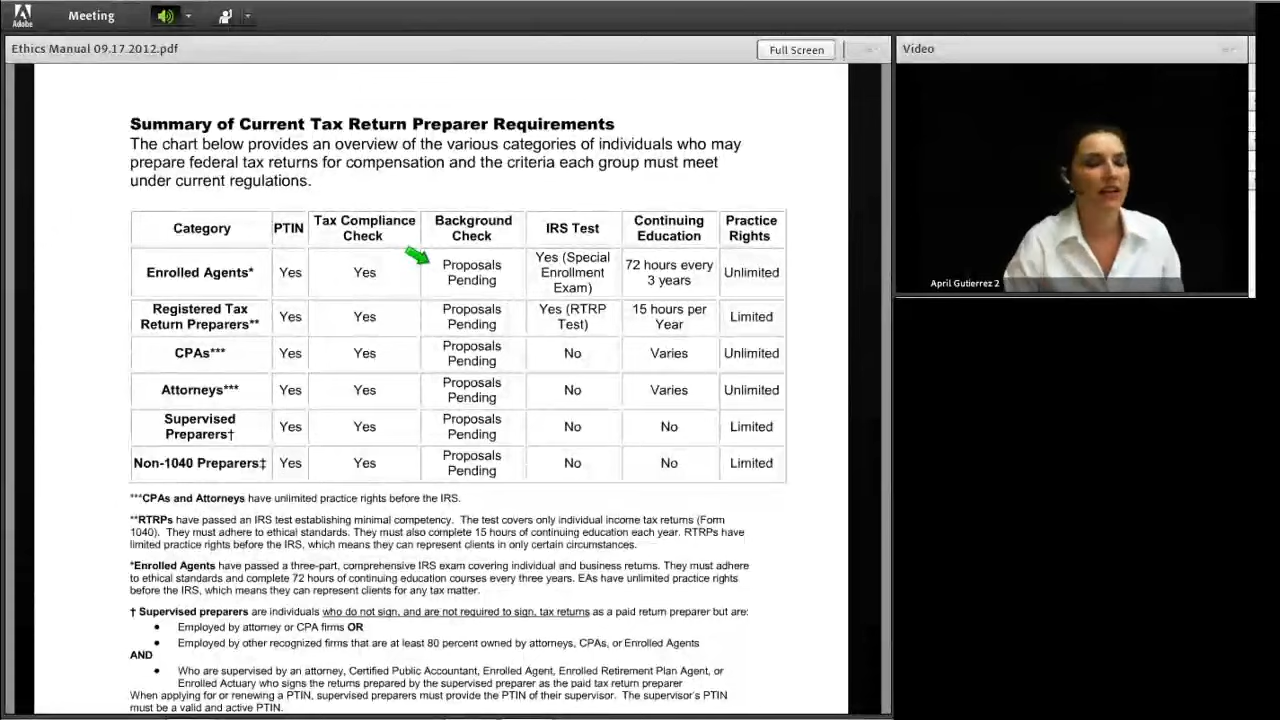 Adobe
Meeting
Ethics Manual 09.17.2012.pdf
Full Screen
Video
Summary of Current Tax Return Preparer Requirements
The chart below provides an overview of the various categories of individuals who may
prepare federal tax returns for compensation and the criteria each group must meet
under current regulations.
Category PTIN Tax Compliance Check Background Check IRS Test Continuing Education Practice Rights
Enrolled Agents* Yes Yes Proposals Pending Yes (Special Enrollment Exam) 72 hours every 3 years Unlimited
Registered Tax Return Preparers** Yes Yes Proposals Pending Yes (RTRP Test) 15 hours per Year Limited
CPAs*** Yes Yes Proposals Pending No Varies Unlimited
Attorneys*** Yes Yes Proposals Pending No Varies Unlimited
Supervised Preparers† Yes Yes Proposals Pending No No Limited
Non-1040 Preparers‡ Yes Yes Proposals Pending No No Limited
***CPAs and Attorneys have unlimited practice rights before the IRS.
**RTRPs have passed an IRS test establishing minimal competency. The test covers only individual income tax returns (Form
1040). They must adhere to ethical standards. They must also complete 15 hours of continuing education each year. RTRPs have
limited practice rights before the IRS, which means they can represent clients in only certain circumstances.
*Enrolled Agents have passed a three-part, comprehensive IRS exam covering individual and business returns. They must adhere
to ethical standards and complete 72 hours of continuing education courses every three years. EAs have unlimited practice rights
before the IRS, which means they can represent clients for any tax matter.
† Supervised preparers are individuals who do not sign, and are not required to sign, tax returns as a paid return preparer but are:
• Employed by attorney or CPA firms OR
• Employed by other recognized firms that are at least 80 percent owned by attorneys, CPAs, or Enrolled Agents
AND
• Who are supervised by an attorney, Certified Public Accountant, Enrolled Agent, Enrolled Retirement Plan Agent, or
Enrolled Actuary who signs the returns prepared by the supervised preparer as the paid tax return preparer
When applying for or renewing a PTIN, supervised preparers must provide the PTIN of their supervisor. The supervisor's PTIN
must be a valid and active PTIN.
April Gutierrez 2